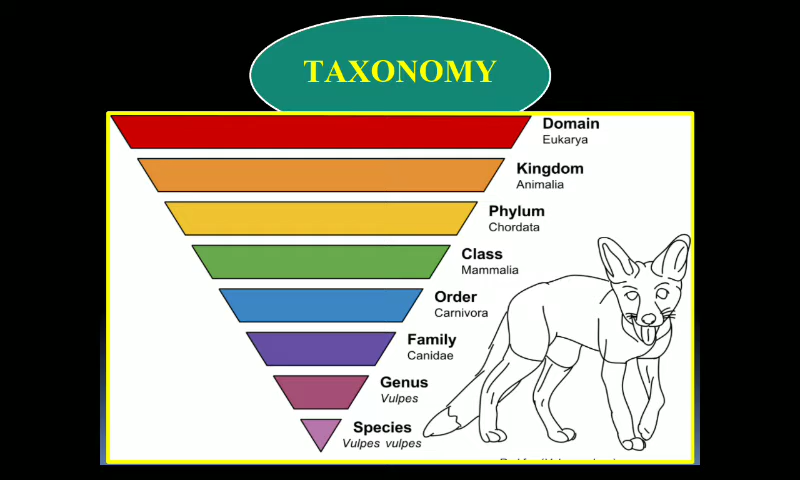 TAXONOMY
Domain
Eukarya
Kingdom
Animalia
Phylum
Chordata
Class
Mammalia
Order
Carnivora
Family
Canidae
Genus
Vulpes
Species
Vulpes vulpes